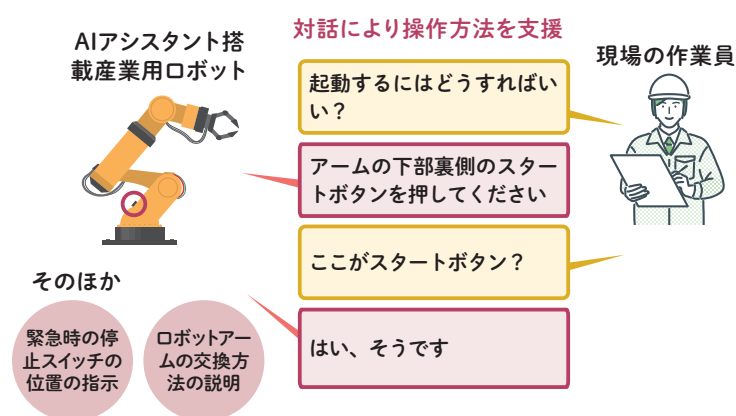 対話により操作方法を支援
AIアシスタント搭
載産業用ロボット
現場の作業員
起動するにはどうすればい
い？
アームの下部裏側のスター
トボタンを押してください
ここがスタートボタン？
はい、そうです
そのほか
緊急時の停
止スイッチの
位置の指示
ロボットアー
ムの交換方
法の説明